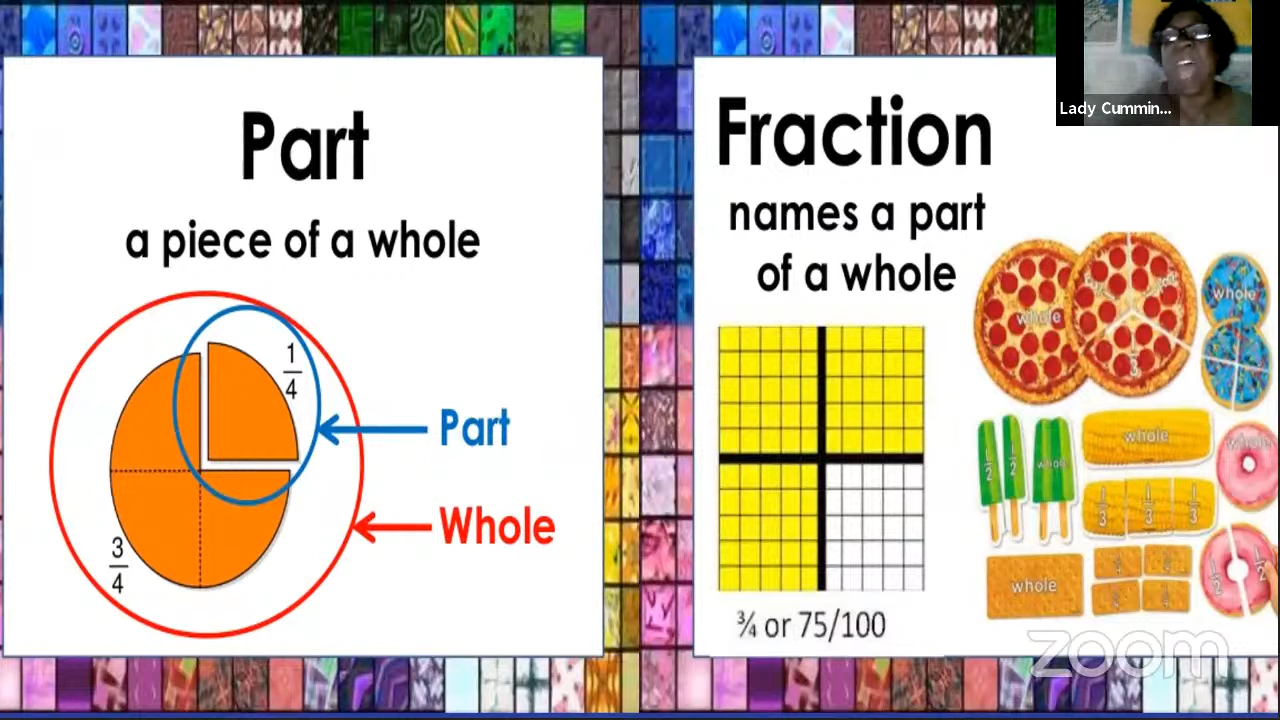 Part
a piece of a whole
1
4
Part
Whole
3
4
Fraction
names a part
of a whole
¾ or 75/100
whole
3
whole
1
2
1
2
whole
whole
whole
1
3
1
3
1
3
whole
1
2
1
2
Lady Cummin...
zoom